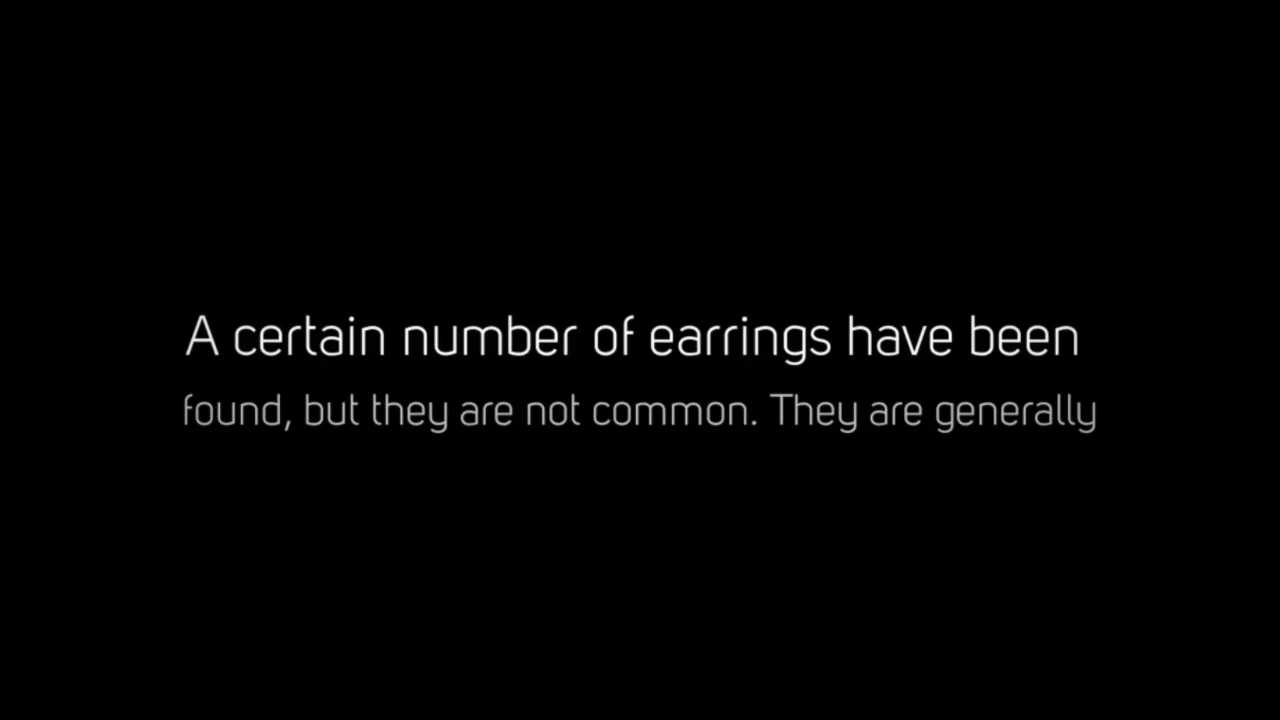 A certain number of earrings have been
found, but they are not common. They are generally